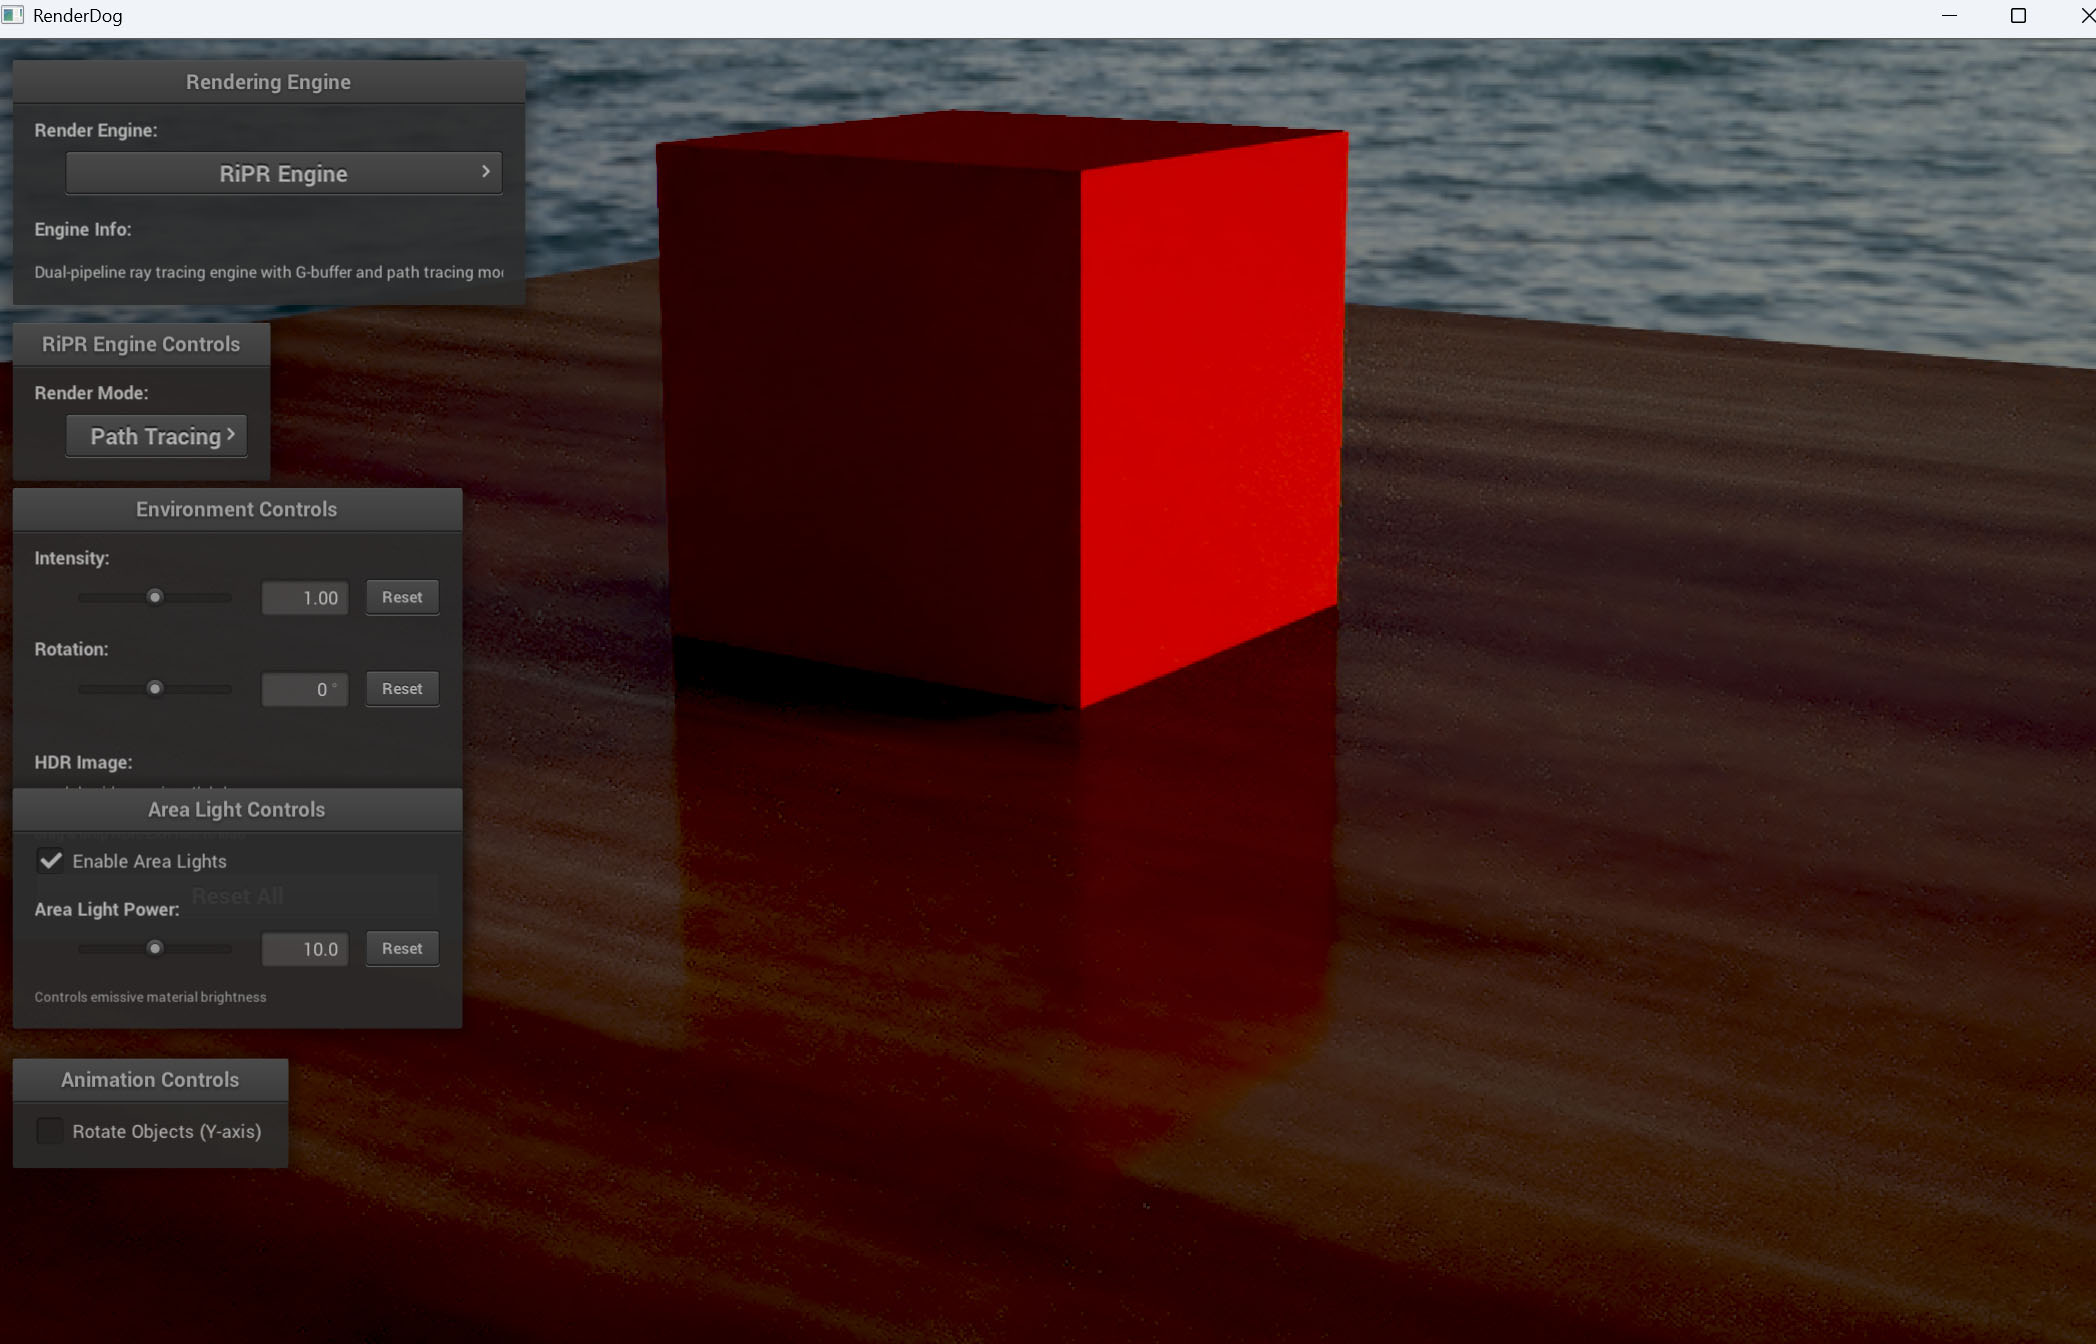 RenderDog
Rendering Engine
Render Engine:
RiPR Engine
Engine Info:
Dual-pipeline ray tracing engine with G-buffer and path tracing
RiPR Engine Controls
Render Mode:
Path Tracing
Environment Controls
Intensity:
1.00 Reset
Rotation:
0 ° Reset
HDR Image:
Area Light Controls
Enable Area Lights
Reset All
Area Light Power:
10.0 Reset
Controls emissive material brightness
Animation Controls
Rotate Objects (Y-axis)